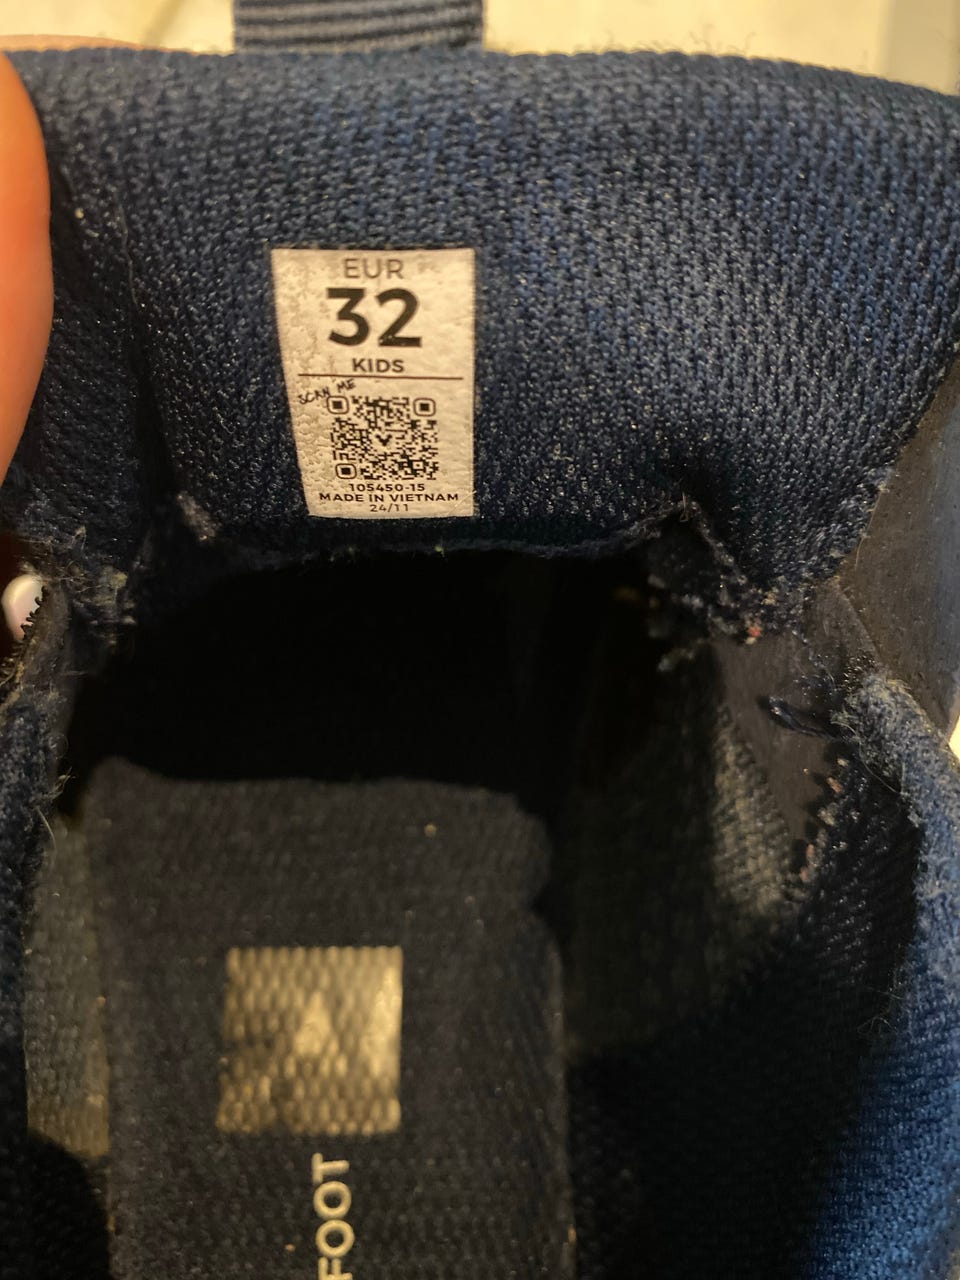 EUR
32
KIDS
SCAN ME
105450-15
MADE IN VIETNAM
24/11
FOOT